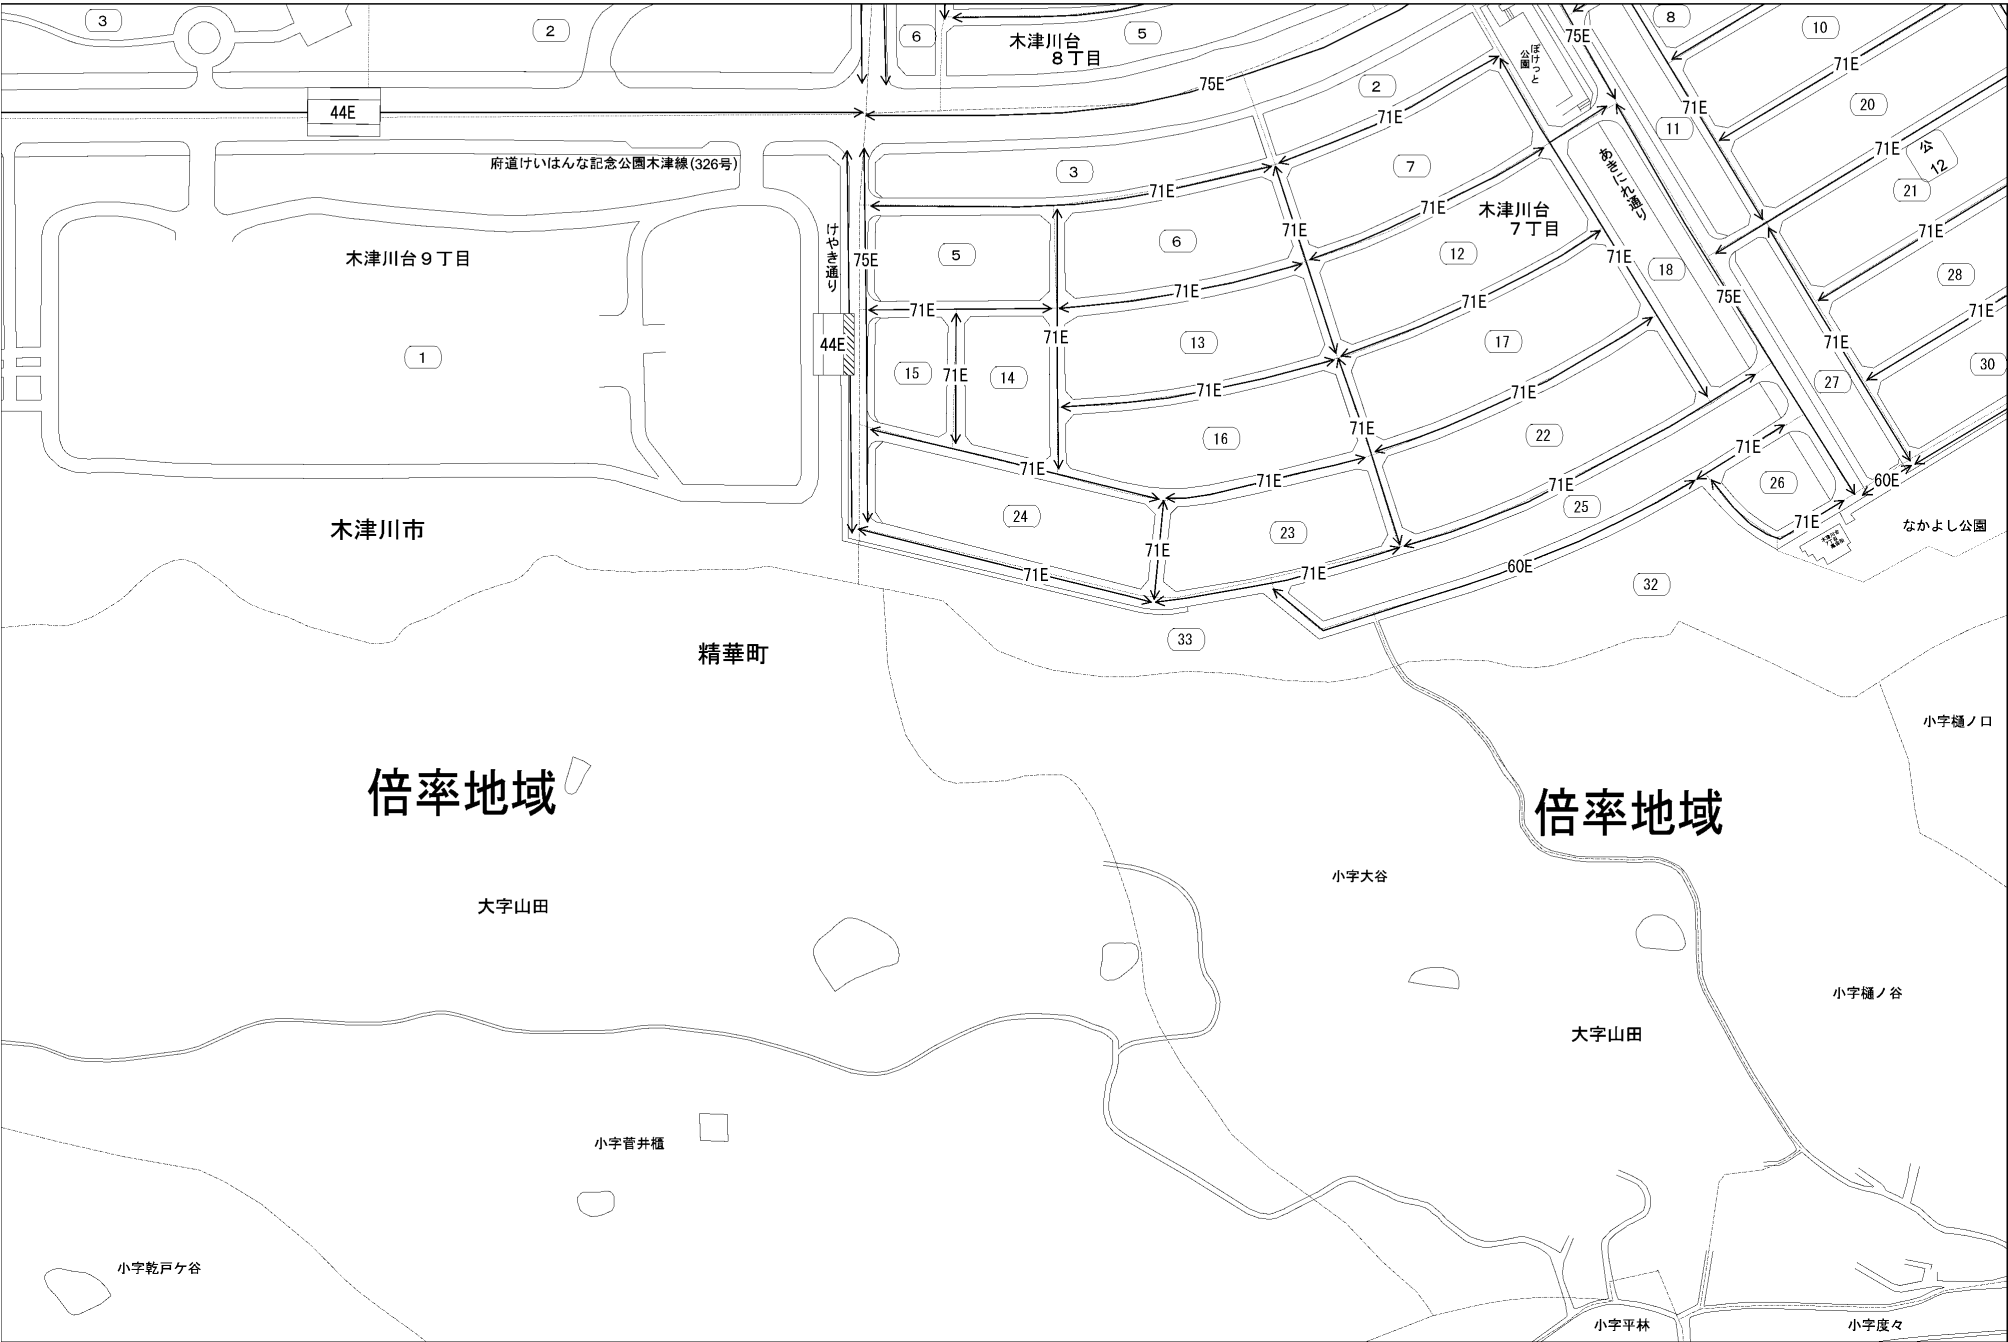 3
2
6
木津川台
8丁目
5
75E
ぽけっと
公園
8
10
71E
44E
75E
2
71E
71E
20
11
71E
公
12
21
府道けいはんな記念公園木津線(326号)
3
71E
7
あきにれ通り
71E
木津川台
7丁目
71E
71E
けやき通り
木津川台9丁目
75E
5
6
12
71E
18
28
71E
71E
71E
75E
71E
44E
71E
13
17
71E
1
15
71E
14
27
30
71E
71E
71E
16
22
71E
71E
71E
71E
60E
26
木津川市
24
23
25
71E
なかよし公園
71E
71E
71E
60E
32
33
精華町
小字樋ノ口
倍率地域
倍率地域
小字大谷
大字山田
小字樋ノ谷
大字山田
小字菅井櫃
小字乾戸ケ谷
小字平林
小字度々